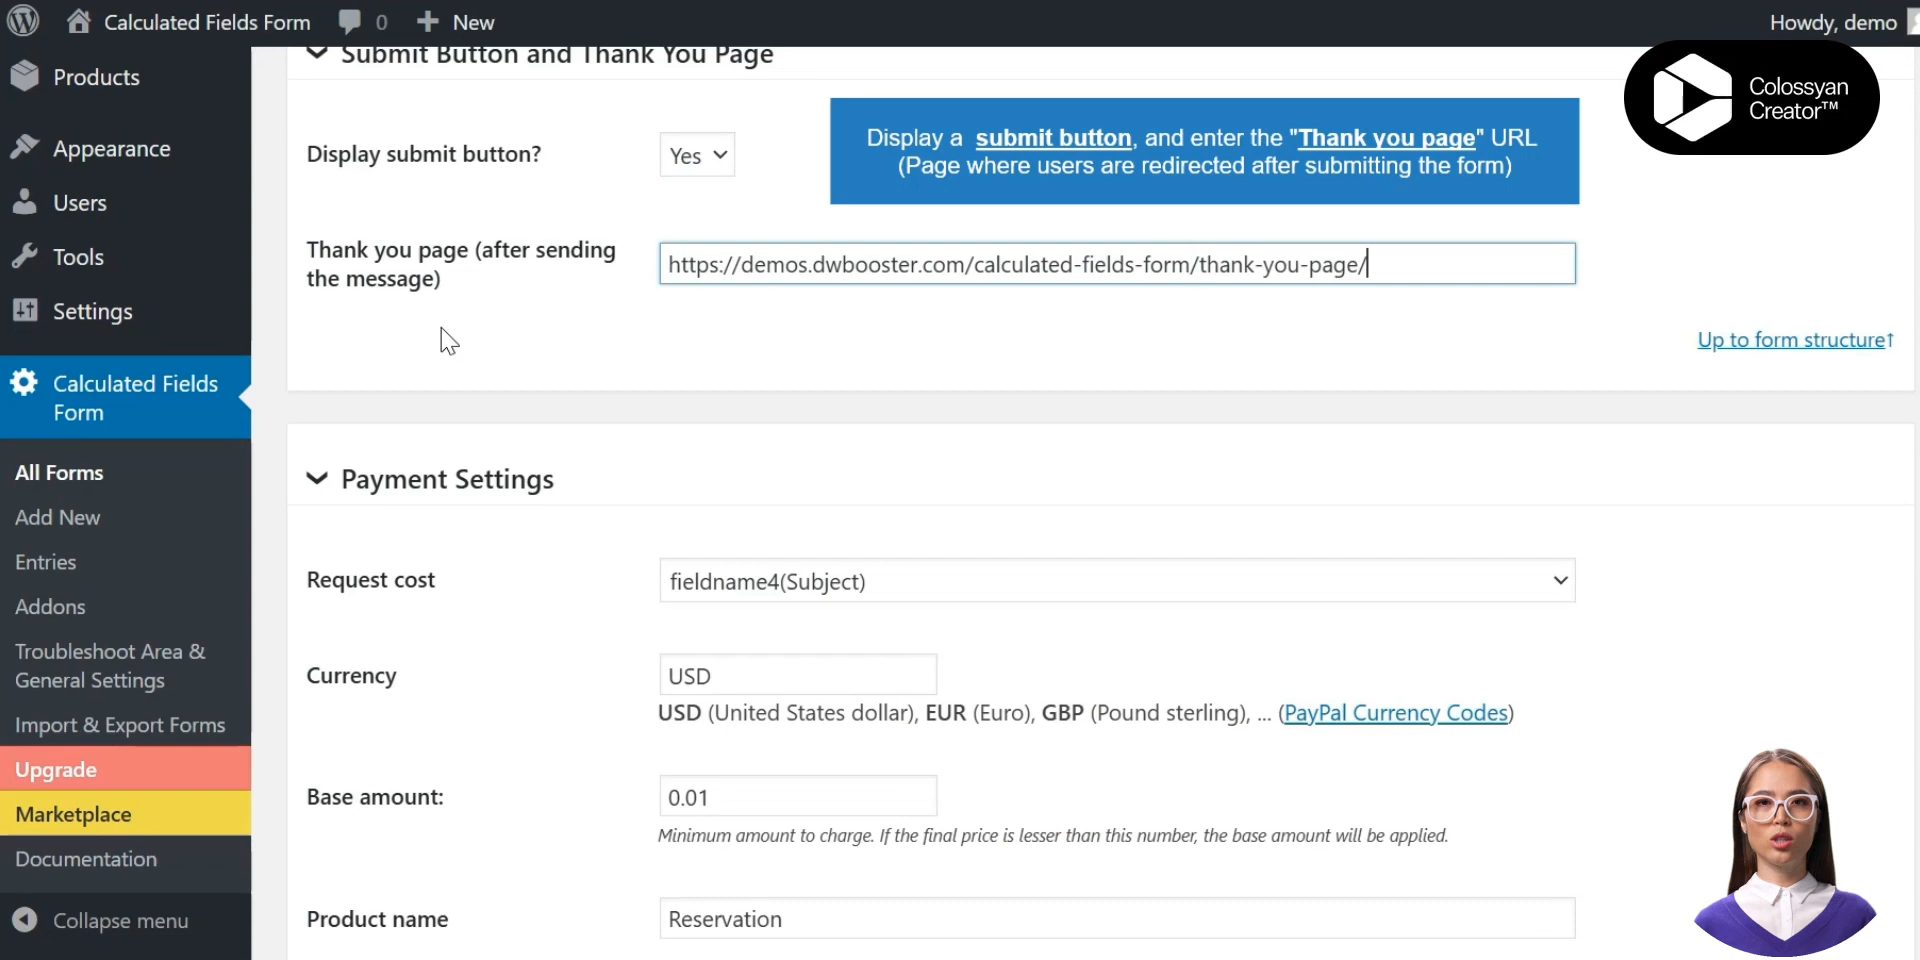 Calculated Fields Form 0 New Howdy, demo
Products
Appearance
Users
Tools
Settings
Calculated Fields
Form
All Forms
Add New
Entries
Addons
Troubleshoot Area &
General Settings
Import & Export Forms
Upgrade
Marketplace
Documentation
Collapse menu
Submit Button and Thank You Page
Display submit button?
Yes
Display a submit button, and enter the "Thank you page" URL
(Page where users are redirected after submitting the form)
Colossyan
Creator™
Thank you page (after sending
the message)
https://demos.dwbooster.com/calculated-fields-form/thank-you-page/
Up to form structure↑
Payment Settings
Request cost
fieldname4(Subject)
Currency
USD
USD (United States dollar), EUR (Euro), GBP (Pound sterling), ... (PayPal Currency Codes)
Base amount:
0.01
Minimum amount to charge. If the final price is lesser than this number, the base amount will be applied.
Product name
Reservation